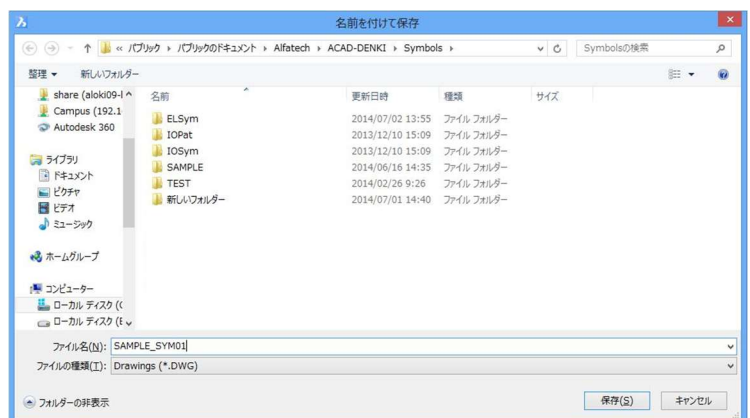 名前を付けて保存
« パブリック ▸ パブリックのドキュメント ▸ Alfatech ▸ ACAD-DENKI ▸ Symbols ▸
Symbolsの検索
整理 ▼ 新しいフォルダー
share (aloki09-l
Campus (192.1
Autodesk 360
ライブラリ
ドキュメント
ピクチャ
ビデオ
ミュージック
ホームグループ
コンピューター
ローカル ディスク (C
ローカル ディスク (E
名前 更新日時 種類 サイズ
ELSym 2014/07/02 13:55 ファイル フォルダー
IOPat 2013/12/10 15:09 ファイル フォルダー
IOSym 2013/12/10 15:09 ファイル フォルダー
SAMPLE 2014/06/16 14:35 ファイル フォルダー
TEST 2014/02/26 9:26 ファイル フォルダー
新しいフォルダー 2014/07/01 14:40 ファイル フォルダー
ファイル名(N): SAMPLE_SYM01
ファイルの種類(T): Drawings (*.DWG)
フォルダーの非表示
保存(S) キャンセル